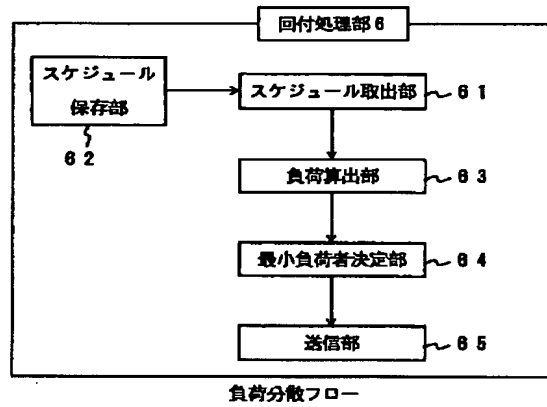 回付処理部6
スケジュール
保存部
62
スケジュール取出部
61
負荷算出部
63
最小負荷者決定部
64
送信部
65
負荷分散フロー